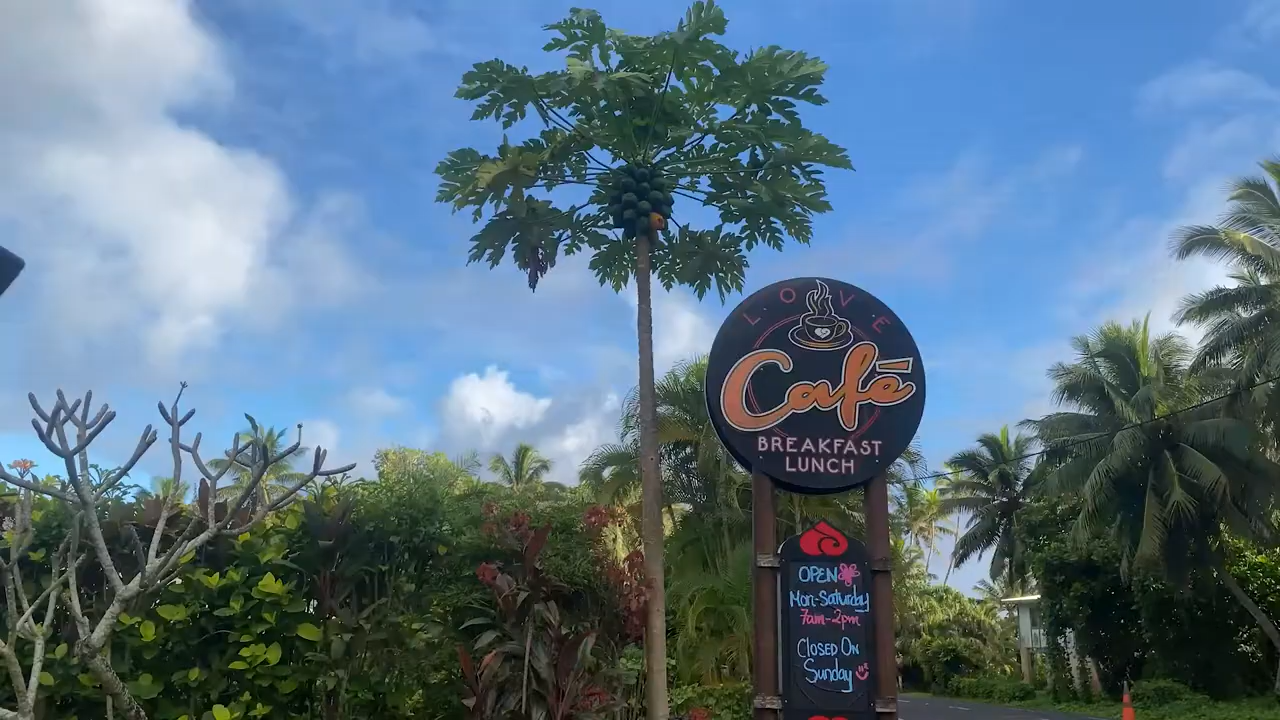 LOVE
Café
BREAKFAST
LUNCH
OPEN
Mon-Saturday
7am-2pm
CLOSED ON
Sunday